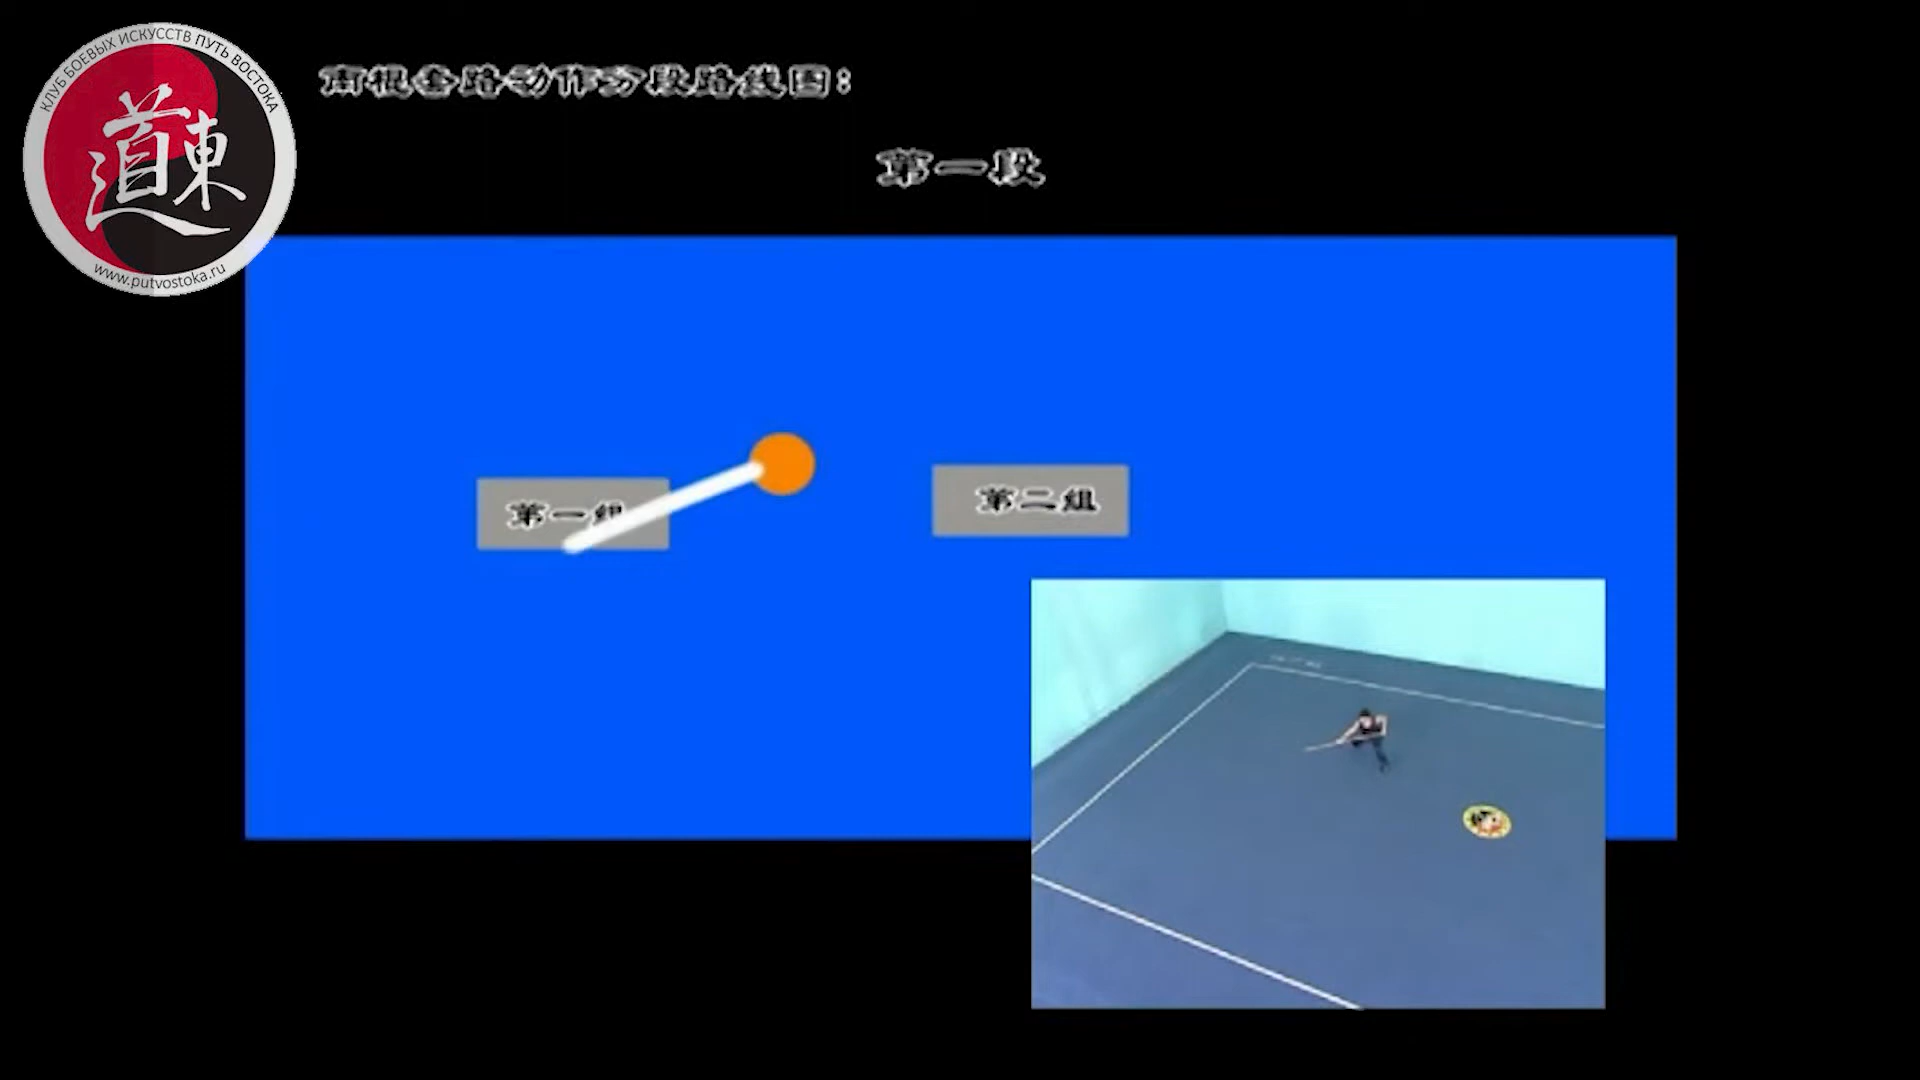 КЛУБ БОЕВЫХ ИСКУССТВ ПУТЬ ВОСТОКА
道東
www.putvostoka.ru
南棍套路动作分段路线图:
第一段
第一组
第二组